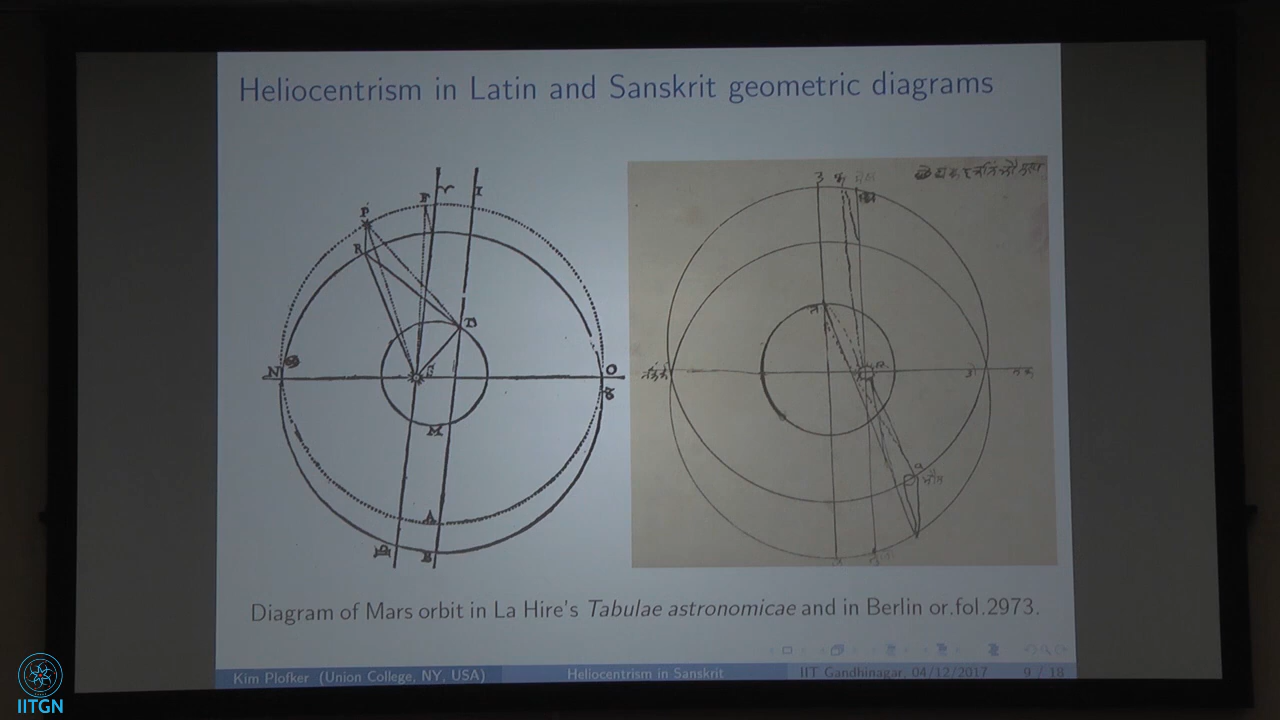 Heliocentrism in Latin and Sanskrit geometric diagrams
P
R
I
D
S
N
O
M
A
B
भौम
Diagram of Mars orbit in La Hire's Tabulae astronomicae and in Berlin or.fol.2973.
Kim Plofker (Union College, NY, USA)
Heliocentrism in Sanskrit
IIT Gandhinagar, 04/12/2017
9 / 18
IITGN